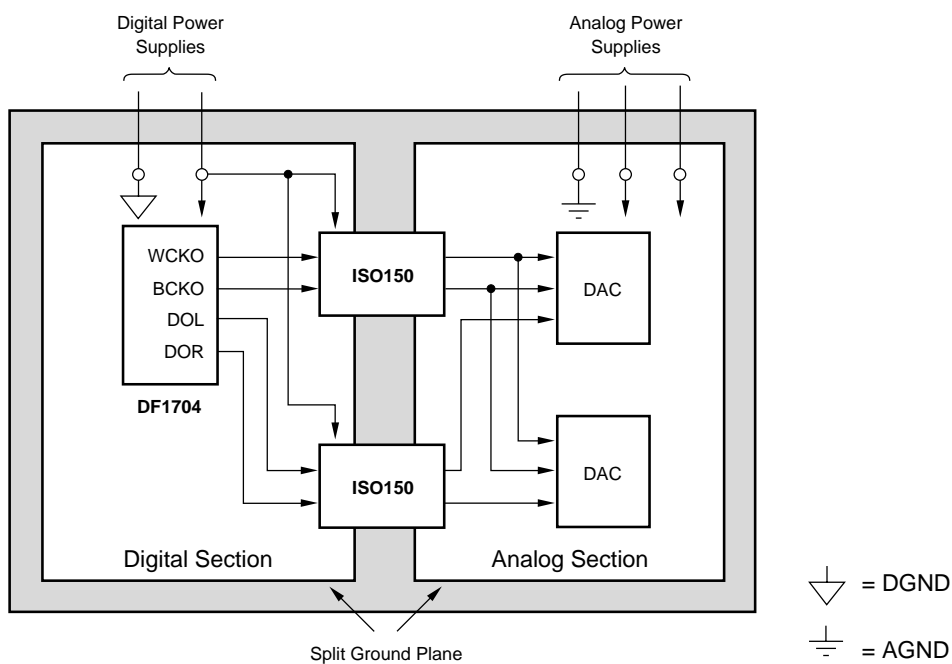 Digital Power
Supplies
Analog Power
Supplies
WCKO
BCKO
DOL
DOR
DF1704
ISO150
ISO150
DAC
DAC
Digital Section
Analog Section
Split Ground Plane
= DGND
= AGND